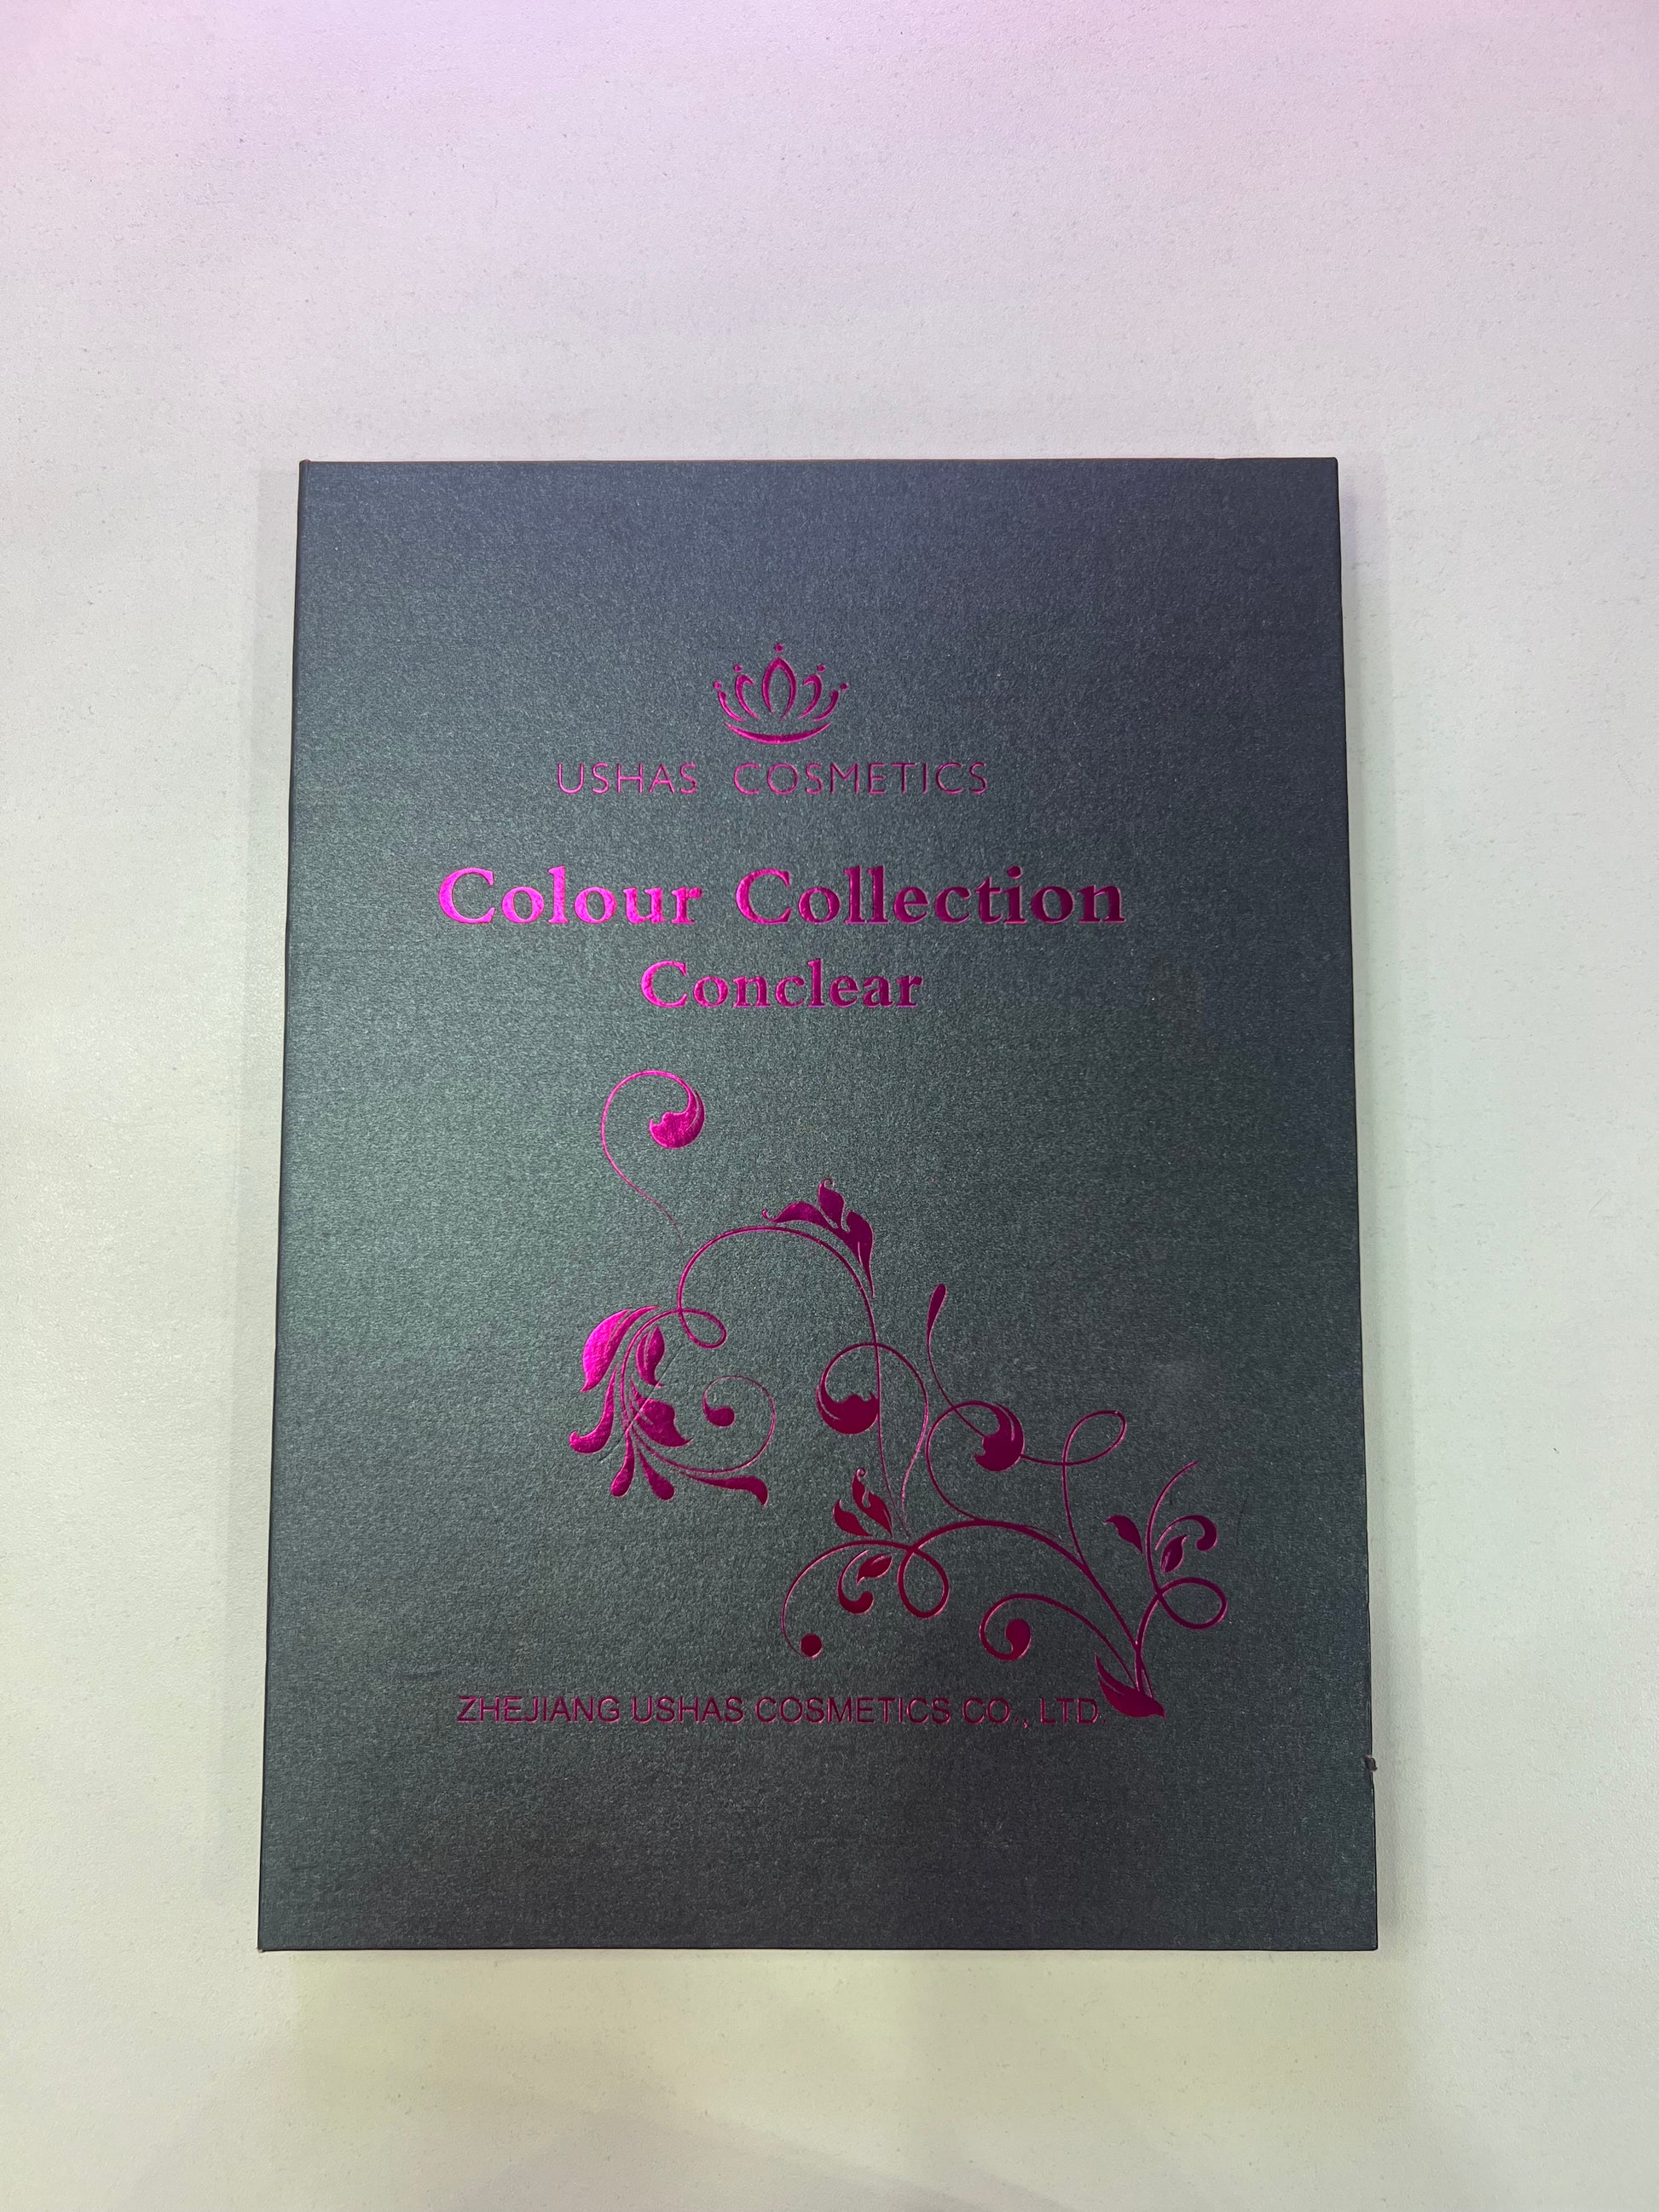 USHAS COSMETICS
Colour Collection
Conclear
ZHEJIANG USHAS COSMETICS CO., LTD